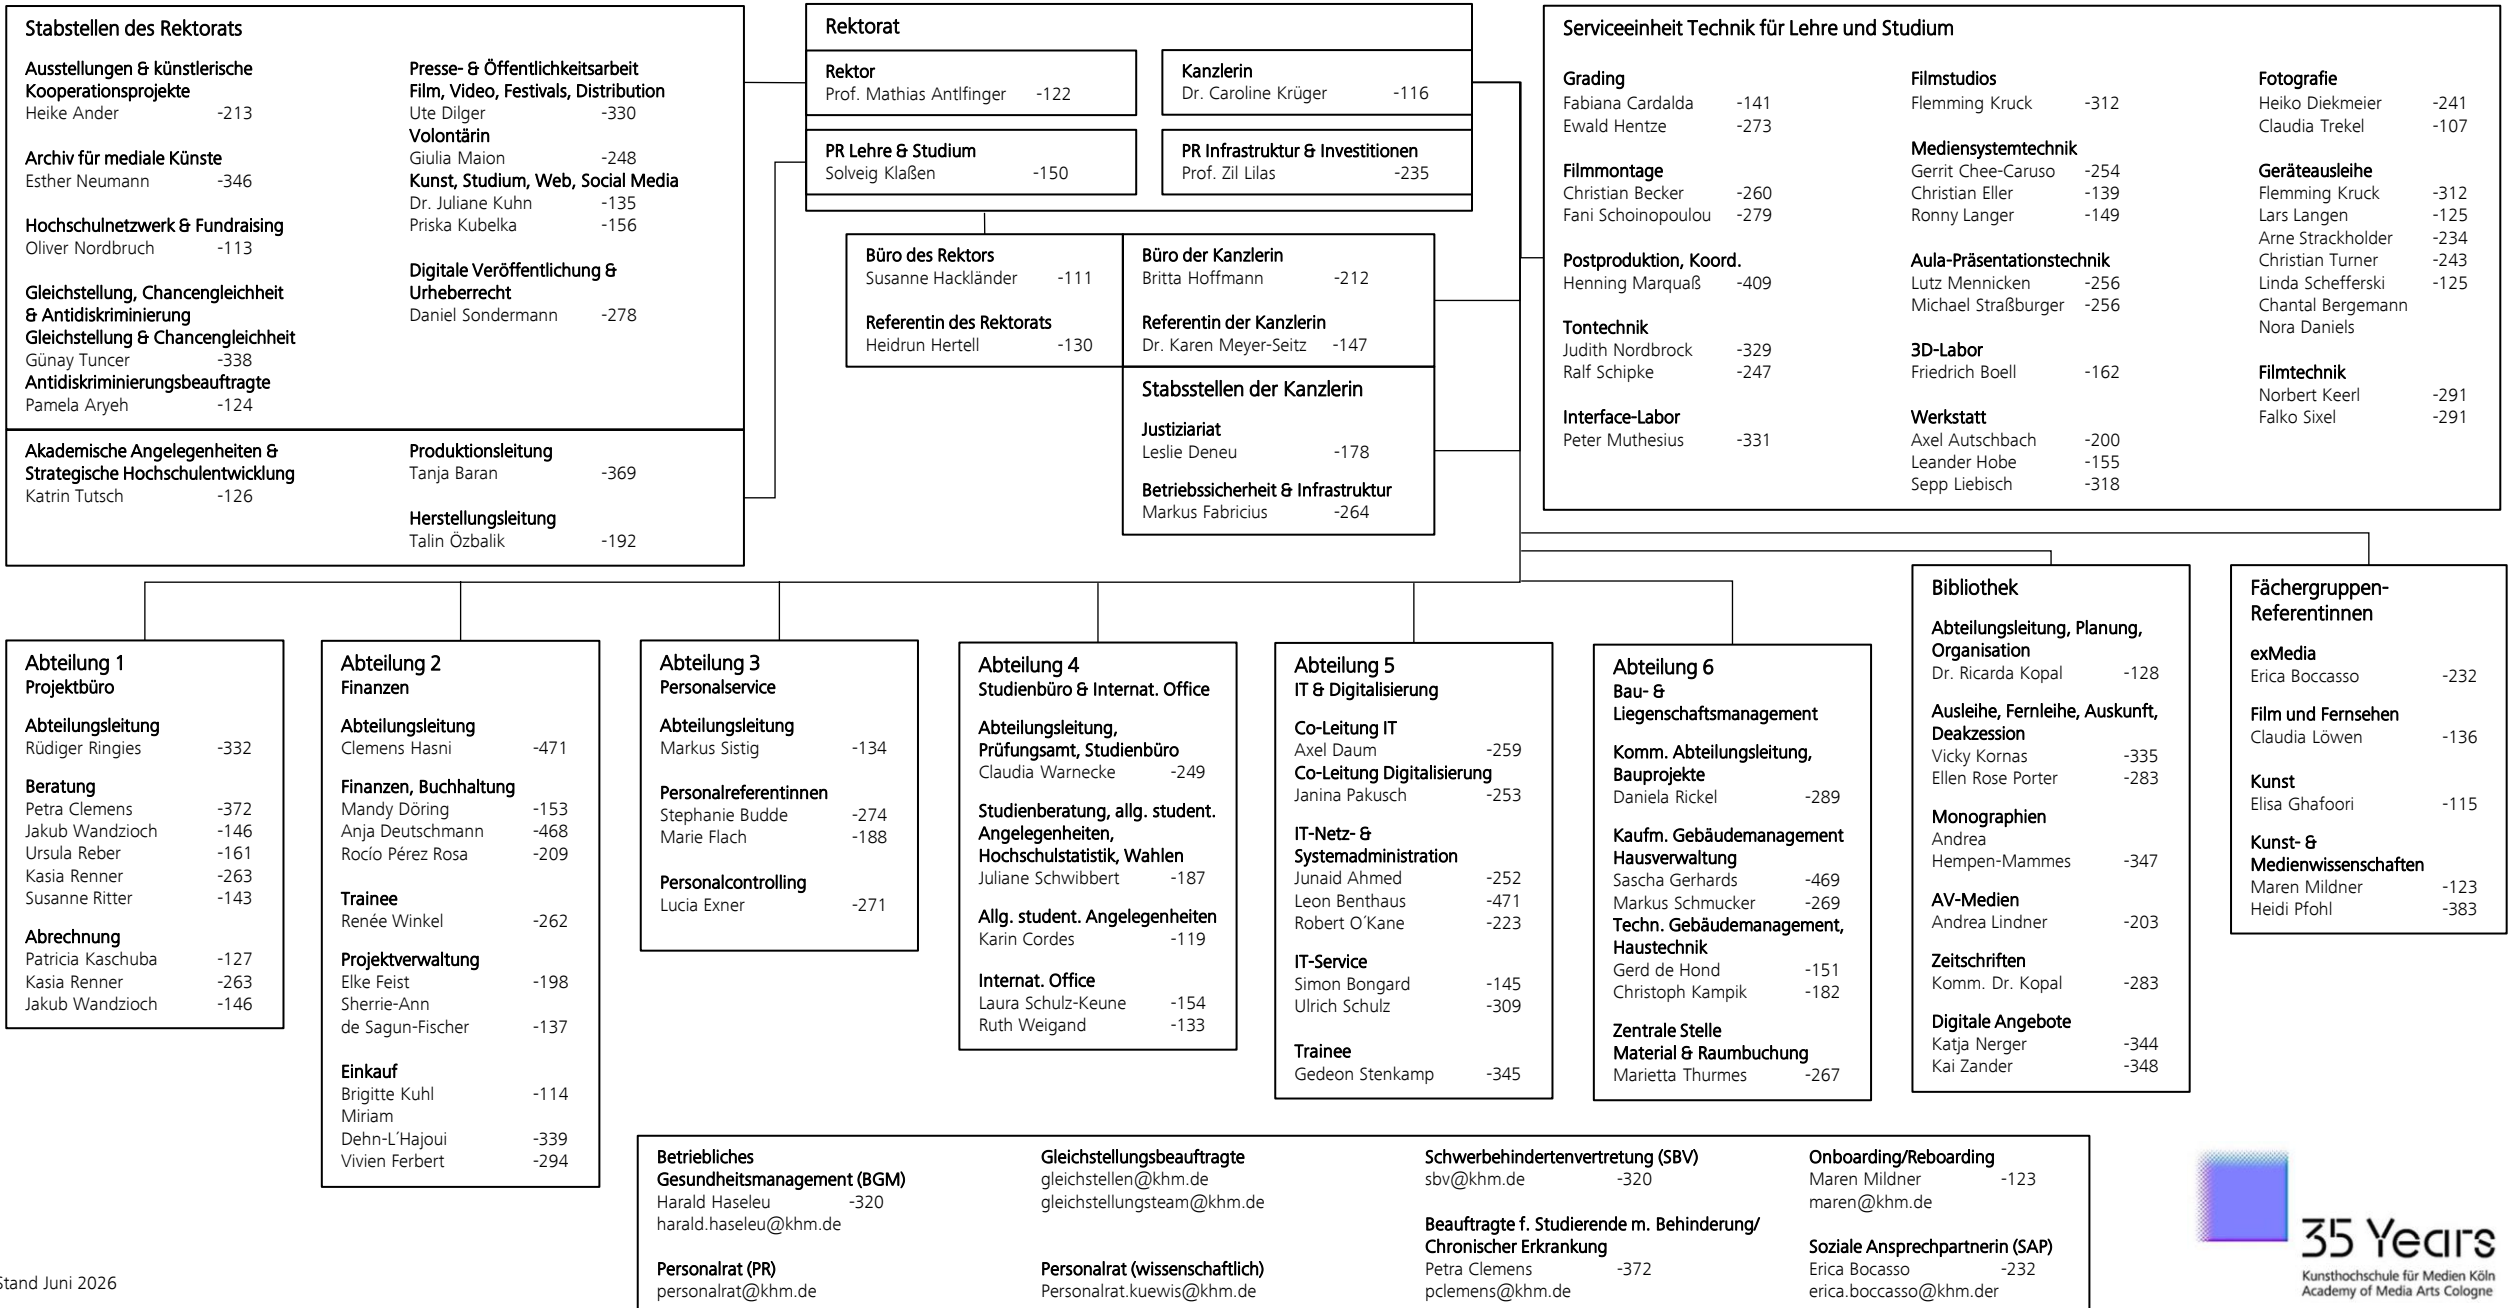 Stabstellen des Rektorats
Ausstellungen & künstlerische
Kooperationsprojekte
Heike Ander -213
Archiv für mediale Künste
Esther Neumann -346
Hochschulnetzwerk & Fundraising
Oliver Nordbruch -113
Gleichstellung, Chancengleichheit
& Antidiskriminierung
Gleichstellung & Chancengleichheit
Günay Tuncer -338
Antidiskriminierungsbeauftragte
Pamela Aryeh -124
Presse- & Öffentlichkeitsarbeit
Film, Video, Festivals, Distribution
Ute Dilger -330
Volontärin
Giulia Maion -248
Kunst, Studium, Web, Social Media
Dr. Juliane Kuhn -135
Priska Kubelka -156
Digitale Veröffentlichung &
Urheberrecht
Daniel Sondermann -278
Akademische Angelegenheiten &
Strategische Hochschulentwicklung
Katrin Tutsch -126
Produktionsleitung
Tanja Baran -369
Herstellungsleitung
Talin Özbalik -192
Rektorat
Rektor
Prof. Mathias Antlfinger -122
Kanzlerin
Dr. Caroline Krüger -116
PR Lehre & Studium
Solveig Klaßen -150
PR Infrastruktur & Investitionen
Prof. Zil Lilas -235
Büro des Rektors
Susanne Hackländer -111
Referentin des Rektorats
Heidrun Hertell -130
Büro der Kanzlerin
Britta Hoffmann -212
Referentin der Kanzlerin
Dr. Karen Meyer-Seitz -147
Stabsstellen der Kanzlerin
Justiziariat
Leslie Deneu -178
Betriebssicherheit & Infrastruktur
Markus Fabricius -264
Serviceeinheit Technik für Lehre und Studium
Grading
Fabiana Cardalda -141
Ewald Hentze -273
Filmmontage
Christian Becker -260
Fani Schoinopoulou -279
Postproduktion, Koord.
Henning Marquaß -409
Tontechnik
Judith Nordbrock -329
Ralf Schipke -247
Interface-Labor
Peter Muthesius -331
Filmstudios
Flemming Kruck -312
Mediensystemtechnik
Gerrit Chee-Caruso -254
Christian Eller -139
Ronny Langer -149
Aula-Präsentationstechnik
Lutz Mennicken -256
Michael Straßburger -256
3D-Labor
Friedrich Boell -162
Werkstatt
Axel Autschbach -200
Leander Hobe -155
Sepp Liebisch -318
Fotografie
Heiko Diekmeier -241
Claudia Trekel -107
Geräteausleihe
Flemming Kruck -312
Lars Langen -125
Arne Strackholder -234
Christian Turner -243
Linda Schefferski -125
Chantal Bergemann
Nora Daniels
Filmtechnik
Norbert Keerl -291
Falko Sixel -291
Abteilung 1
Projektbüro
Abteilungsleitung
Rüdiger Ringies -332
Beratung
Petra Clemens -372
Jakub Wandzioch -146
Ursula Reber -161
Kasia Renner -263
Susanne Ritter -143
Abrechnung
Patricia Kaschuba -127
Kasia Renner -263
Jakub Wandzioch -146
Abteilung 2
Finanzen
Abteilungsleitung
Clemens Hasni -471
Finanzen, Buchhaltung
Mandy Döring -153
Anja Deutschmann -468
Rocío Pérez Rosa -209
Trainee
Renée Winkel -262
Projektverwaltung
Elke Feist -198
Sherrie-Ann
de Sagun-Fischer -137
Einkauf
Brigitte Kuhl -114
Miriam
Dehn-L´Hajoui -339
Vivien Ferbert -294
Abteilung 3
Personalservice
Abteilungsleitung
Markus Sistig -134
Personalreferentinnen
Stephanie Budde -274
Marie Flach -188
Personalcontrolling
Lucia Exner -271
Abteilung 4
Studienbüro & Internat. Office
Abteilungsleitung,
Prüfungsamt, Studienbüro
Claudia Warnecke -249
Studienberatung, allg. student.
Angelegenheiten,
Hochschulstatistik, Wahlen
Juliane Schwibbert -187
Allg. student. Angelegenheiten
Karin Cordes -119
Internat. Office
Laura Schulz-Keune -154
Ruth Weigand -133
Abteilung 5
IT & Digitalisierung
Co-Leitung IT
Axel Daum -259
Co-Leitung Digitalisierung
Janina Pakusch -253
IT-Netz- &
Systemadministration
Junaid Ahmed -252
Leon Benthaus -471
Robert O´Kane -223
IT-Service
Simon Bongard -145
Ulrich Schulz -309
Trainee
Gedeon Stenkamp -345
Abteilung 6
Bau- &
Liegenschaftsmanagement
Komm. Abteilungsleitung,
Bauprojekte
Daniela Rickel -289
Kaufm. Gebäudemanagement
Hausverwaltung
Sascha Gerhards -469
Markus Schmucker -269
Techn. Gebäudemanagement,
Haustechnik
Gerd de Hond -151
Christoph Kampik -182
Zentrale Stelle
Material & Raumbuchung
Marietta Thurmes -267
Bibliothek
Abteilungsleitung, Planung,
Organisation
Dr. Ricarda Kopal -128
Ausleihe, Fernleihe, Auskunft,
Deakzession
Vicky Kornas -335
Ellen Rose Porter -283
Monographien
Andrea
Hempen-Mammes -347
AV-Medien
Andrea Lindner -203
Zeitschriften
Komm. Dr. Kopal -283
Digitale Angebote
Katja Nerger -344
Kai Zander -348
Fächergruppen-
Referentinnen
exMedia
Erica Boccasso -232
Film und Fernsehen
Claudia Löwen -136
Kunst
Elisa Ghafoori -115
Kunst- &
Medienwissenschaften
Maren Mildner -123
Heidi Pfohl -383
Betriebliches
Gesundheitsmanagement (BGM)
Harald Haseleu -320
harald.haseleu@khm.de
Personalrat (PR)
personalrat@khm.de
Gleichstellungsbeauftragte
gleichstellen@khm.de
gleichstellungsteam@khm.de
Personalrat (wissenschaftlich)
Personalrat.kuewis@khm.de
Schwerbehindertenvertretung (SBV)
sbv@khm.de -320
Beauftragte f. Studierende m. Behinderung/
Chronischer Erkrankung
Petra Clemens -372
pclemens@khm.de
Onboarding/Reboarding
Maren Mildner -123
maren@khm.de
Soziale Ansprechpartnerin (SAP)
Erica Bocasso -232
erica.boccasso@khm.der
Stand Juni 2026
35 Years
Kunsthochschule für Medien Köln
Academy of Media Arts Cologne